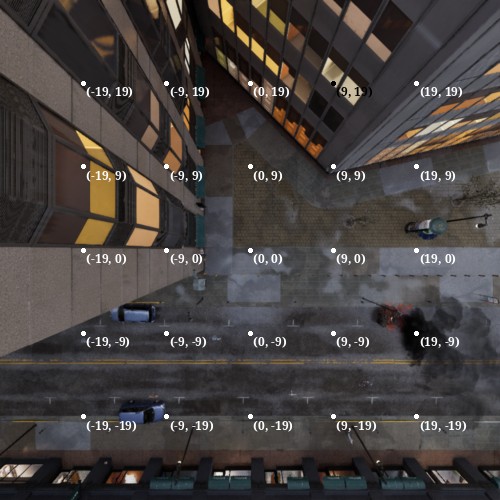 (-19, 19) (-9, 19) (0, 19) (9, 19) (19, 19)
(-19, 9) (-9, 9) (0, 9) (9, 9) (19, 9)
(-19, 0) (-9, 0) (0, 0) (9, 0) (19, 0)
(-19, -9) (-9, -9) (0, -9) (9, -9) (19, -9)
(-19, -19) (-9, -19) (0, -19) (9, -19) (19, -19)